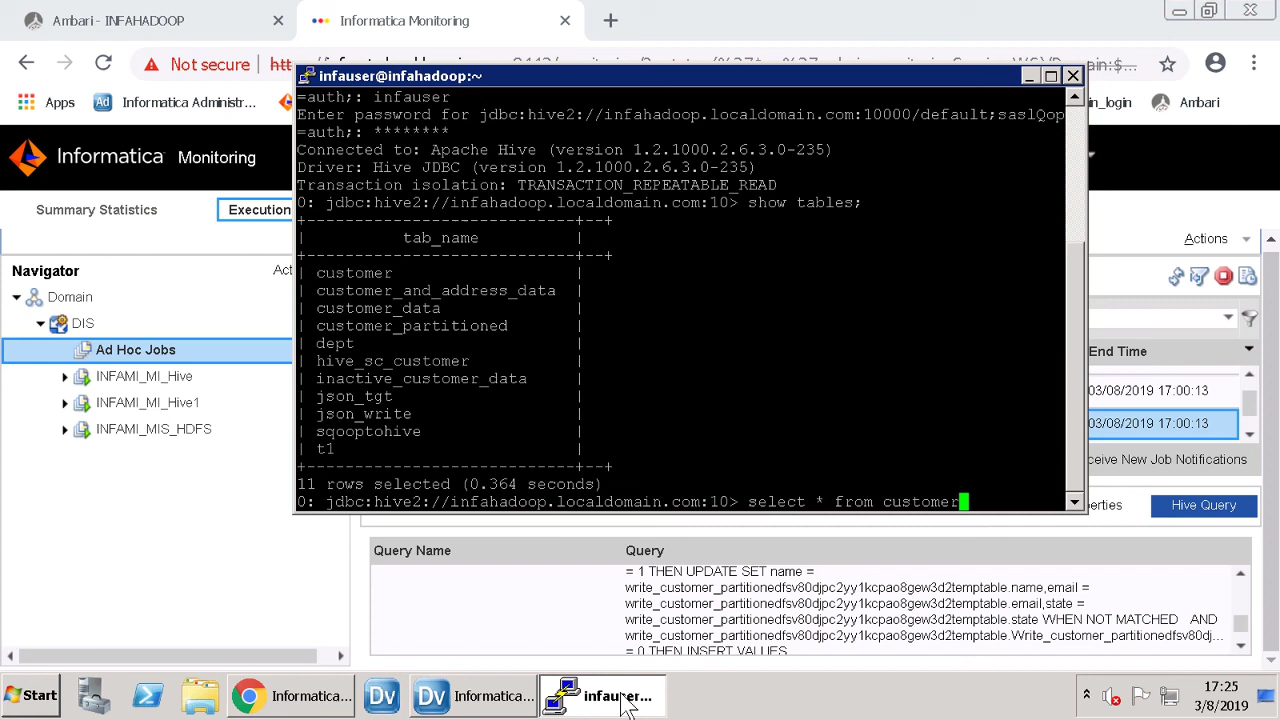 Ambari - INFAHADOOP
Informatica Monitoring
Not secure
Apps
Informatica Administr...
_login
Ambari
Informatica
Monitoring
Summary Statistics
Execution
Actions
Navigator
Domain
DIS
Ad Hoc Jobs
INFAMI_MI_Hive
INFAMI_MI_Hive1
INFAMI_MIS_HDFS
infauser@infahadoop:~
=auth;: infauser
Enter password for jdbc:hive2://infahadoop.localdomain.com:10000/default;saslQop
=auth;: ********
Connected to: Apache Hive (version 1.2.1000.2.6.3.0-235)
Driver: Hive JDBC (version 1.2.1000.2.6.3.0-235)
Transaction isolation: TRANSACTION_REPEATABLE_READ
0: jdbc:hive2://infahadoop.localdomain.com:10> show tables;
+----------------------------+--+
| tab_name |
+----------------------------+--+
| customer |
| customer_and_address_data |
| customer_data |
| customer_partitioned |
| dept |
| hive_sc_customer |
| inactive_customer_data |
| json_tgt |
| json_write |
| sqooptohive |
| t1 |
+----------------------------+--+
11 rows selected (0.364 seconds)
0: jdbc:hive2://infahadoop.localdomain.com:10> select * from customer
End Time
03/08/2019 17:00:13
03/08/2019 17:00:13
eceive New Job Notifications
perties
Hive Query
Query Name
Query
= 1 THEN UPDATE SET name =
write_customer_partitionedfsv80djpc2yy1kcpao8gew3d2temptable.name,email =
write_customer_partitionedfsv80djpc2yy1kcpao8gew3d2temptable.email,state =
write_customer_partitionedfsv80djpc2yy1kcpao8gew3d2temptable.state WHEN NOT MATCHED AND
write_customer_partitionedfsv80djpc2yy1kcpao8gew3d2temptable.Write_customer_partitionedfsv80dj...
= 0 THEN INSERT VALUES
Start
Informatica...
Dv
Dv
Informatica...
infauser...
17:25
3/8/2019